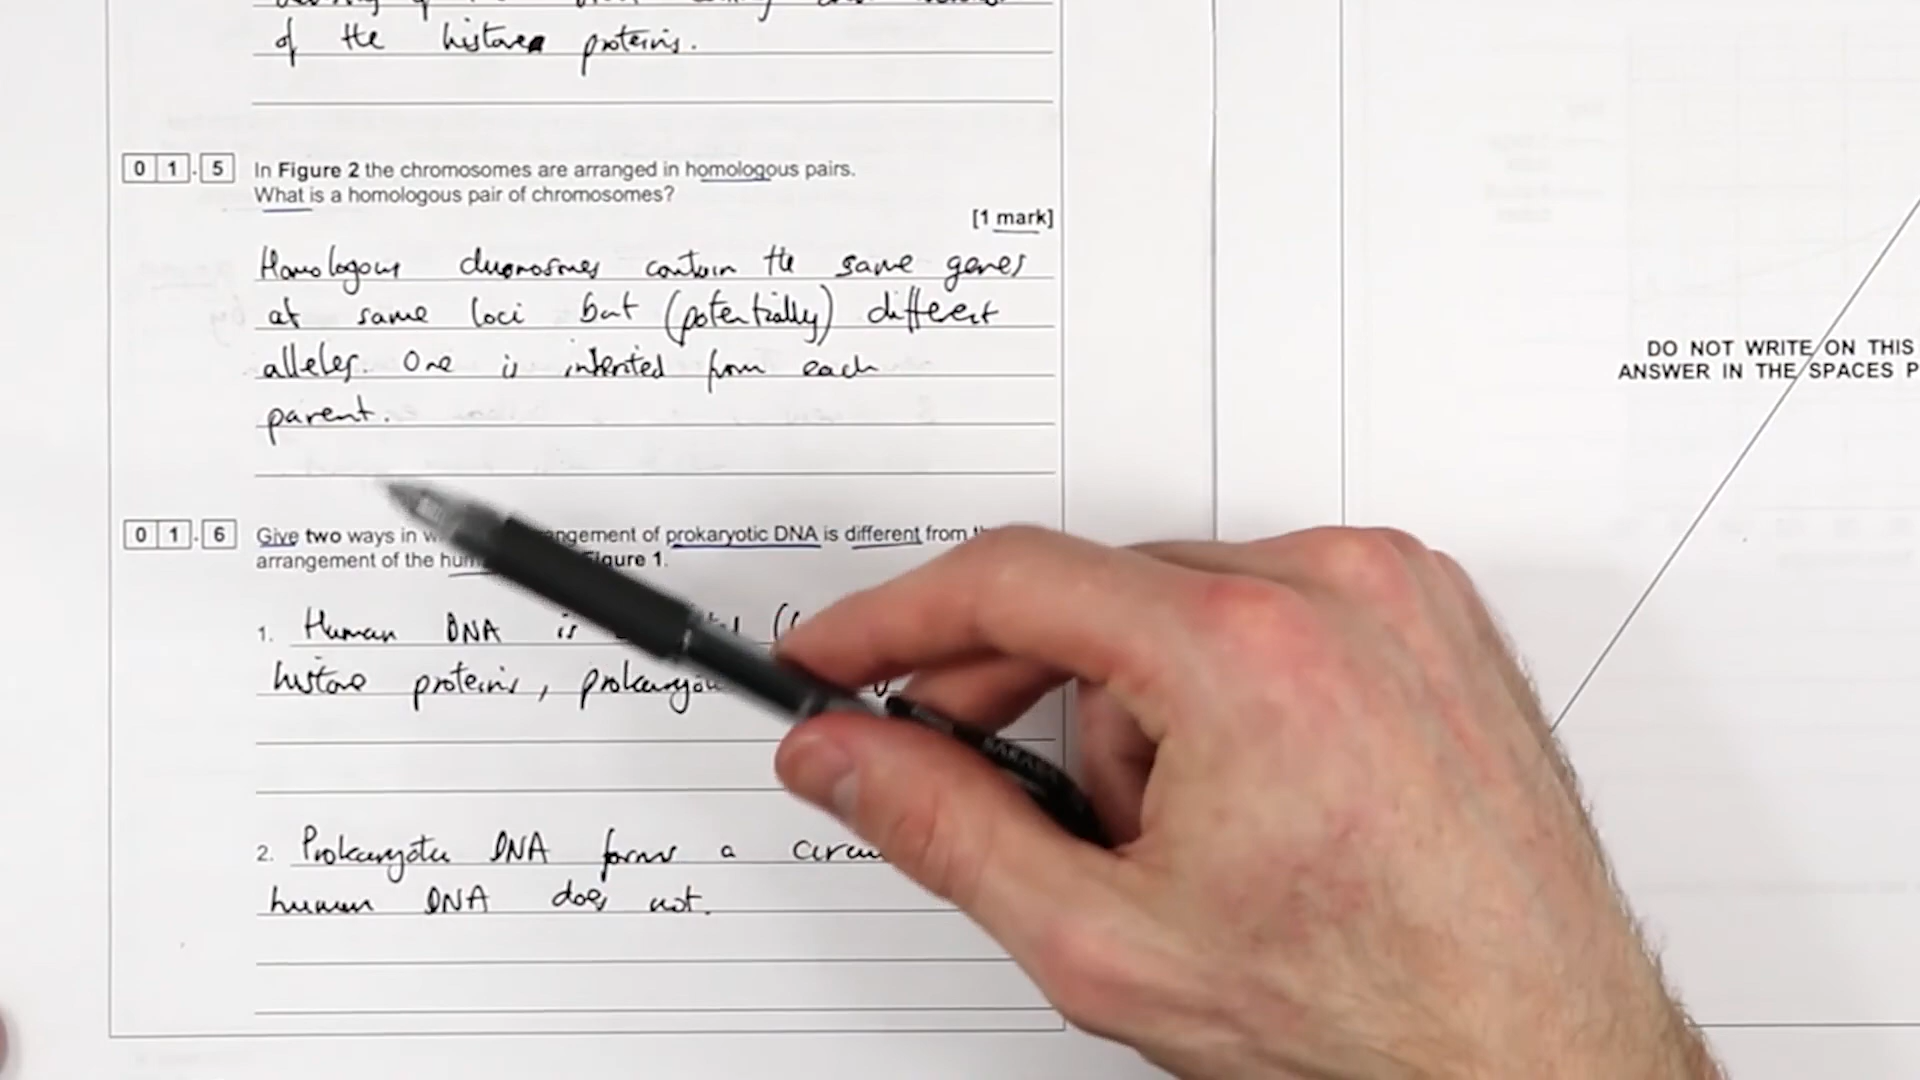 of the histone proteins.
0 1 . 5 In Figure 2 the chromosomes are arranged in homologous pairs.
What is a homologous pair of chromosomes?
[1 mark]
Homologous chromosomes contain the same genes
at same loci but (potentially) different
alleles. One is inherited from each
parent.
0 1 . 6 Give two ways in angement of prokaryotic DNA is different from
arrangement of the Figure 1.
1. Human DNA is
histone proteins, prokaryotic
2. Prokaryotic DNA forms a
human DNA does not.
DO NOT WRITE ON THIS
ANSWER IN THE SPACES P